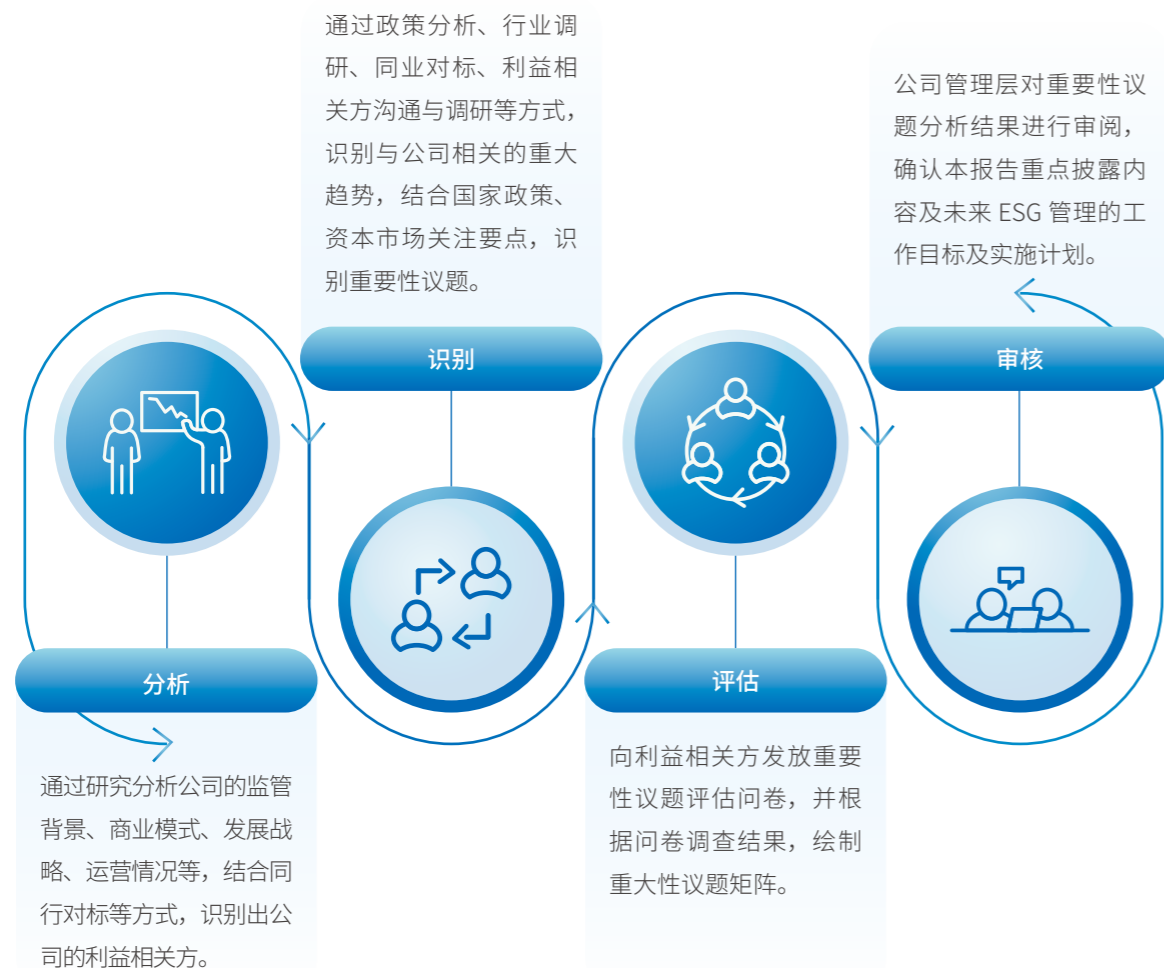 分析
通过研究分析公司的监管
背景、商业模式、发展战
略、运营情况等，结合同
行对标等方式，识别出公
司的利益相关方。
通过政策分析、行业调
研、同业对标、利益相
关方沟通与调研等方式，
识别与公司相关的重大
趋势，结合国家政策、
资本市场关注要点，识
别重要性议题。
识别
评估
向利益相关方发放重要
性议题评估问卷，并根
据问卷调查结果，绘制
重大性议题矩阵。
公司管理层对重要性议
题分析结果进行审阅，
确认本报告重点披露内
容及未来 ESG 管理的工
作目标及实施计划。
审核